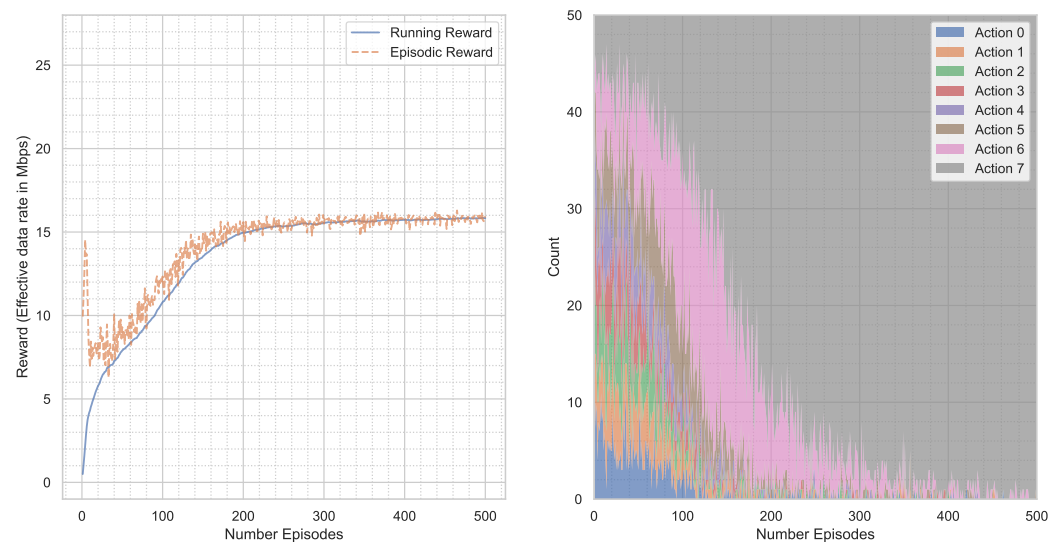 Running Reward
Episodic Reward
25
20
15
10
5
0
0 100 200 300 400 500
Number Episodes
Reward (Effective data rate in Mbps)
50
40
30
20
10
0
0 100 200 300 400 500
Number Episodes
Count
Action 0
Action 1
Action 2
Action 3
Action 4
Action 5
Action 6
Action 7